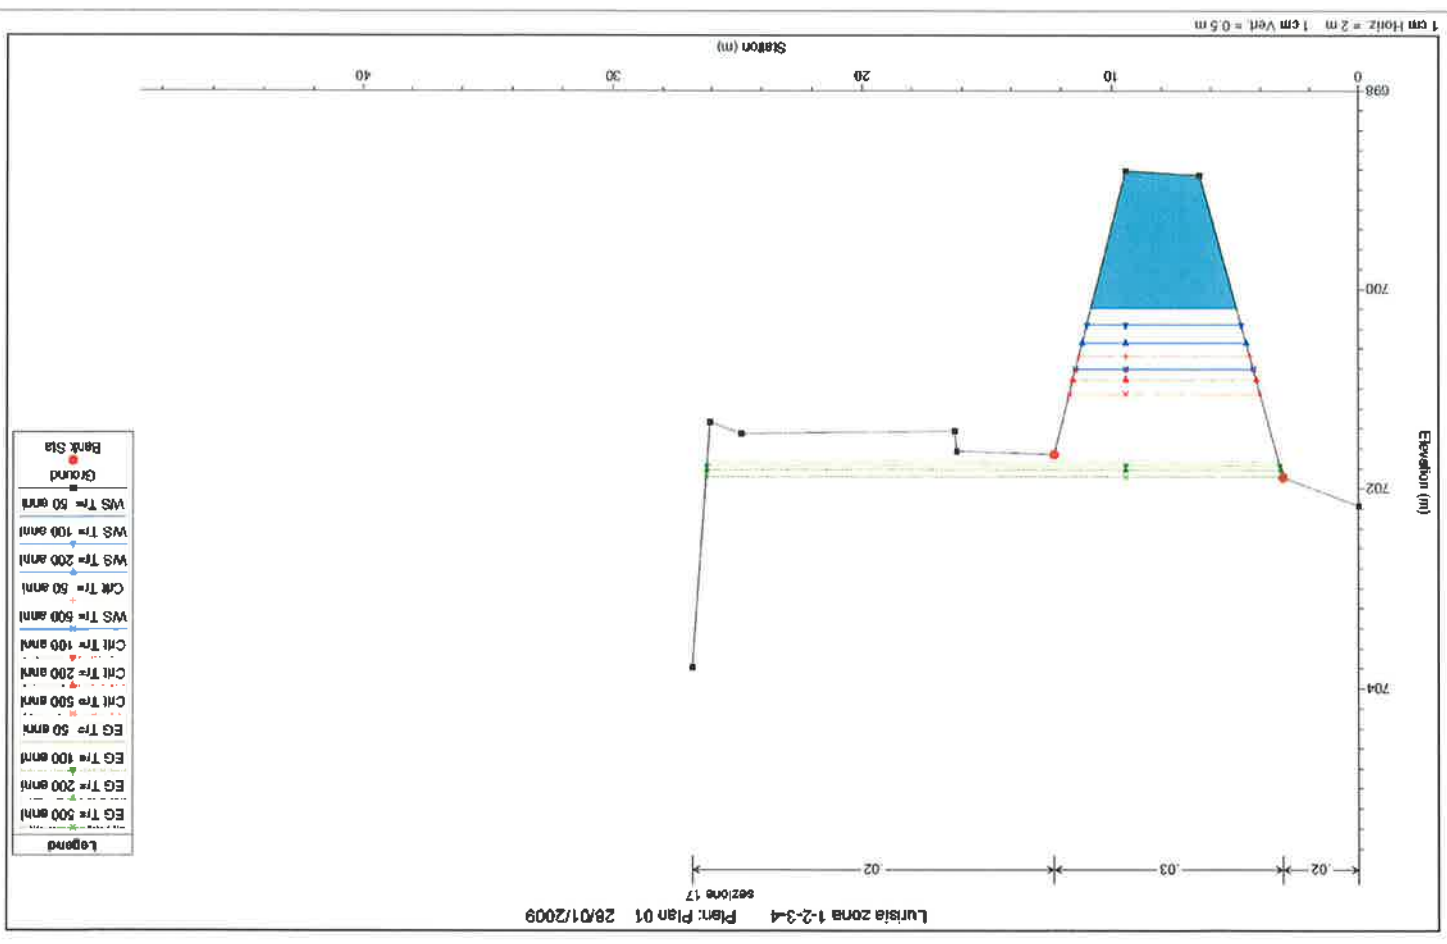 Lurisia zona 1-2-3-4 Plan: Plan 01 28/01/2009
sezione 17
.02
.03
.02
Legend
EG Tr= 500 anni
EG Tr= 200 anni
EG Tr= 100 anni
EG Tr= 50 anni
Crit Tr= 500 anni
Crit Tr= 200 anni
Crit Tr= 100 anni
WS Tr= 500 anni
Crit Tr= 50 anni
WS Tr= 200 anni
WS Tr= 100 anni
WS Tr= 50 anni
Ground
Bank Sta
Elevation (m)
704
702
700
698
0
10
20
30
40
Station (m)
1 cm Horiz. = 2 m 1 cm Vert. = 0.5 m